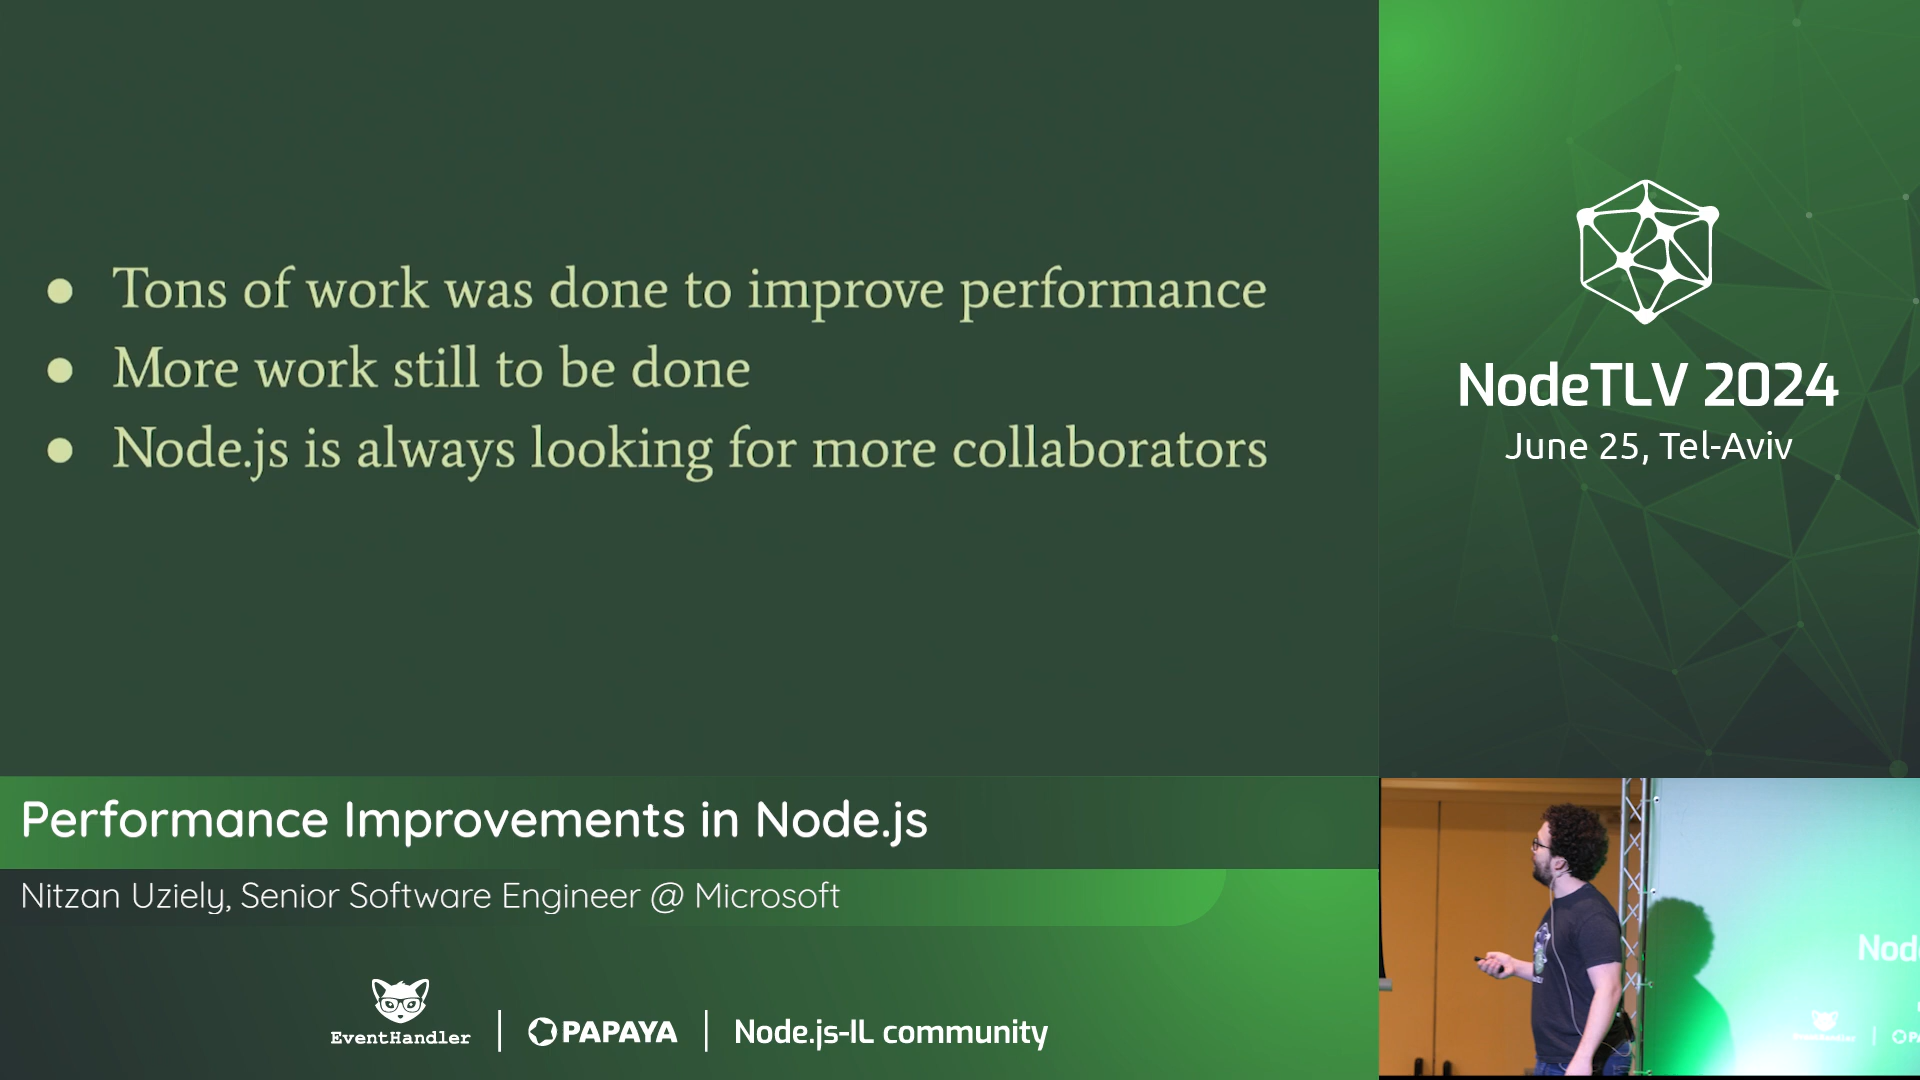 ● Tons of work was done to improve performance
● More work still to be done
● Node.js is always looking for more collaborators
NodeTLV 2024
June 25, Tel-Aviv
Performance Improvements in Node.js
Nitzan Uziely, Senior Software Engineer @ Microsoft
EventHandler
PAPAYA
Node.js-IL community